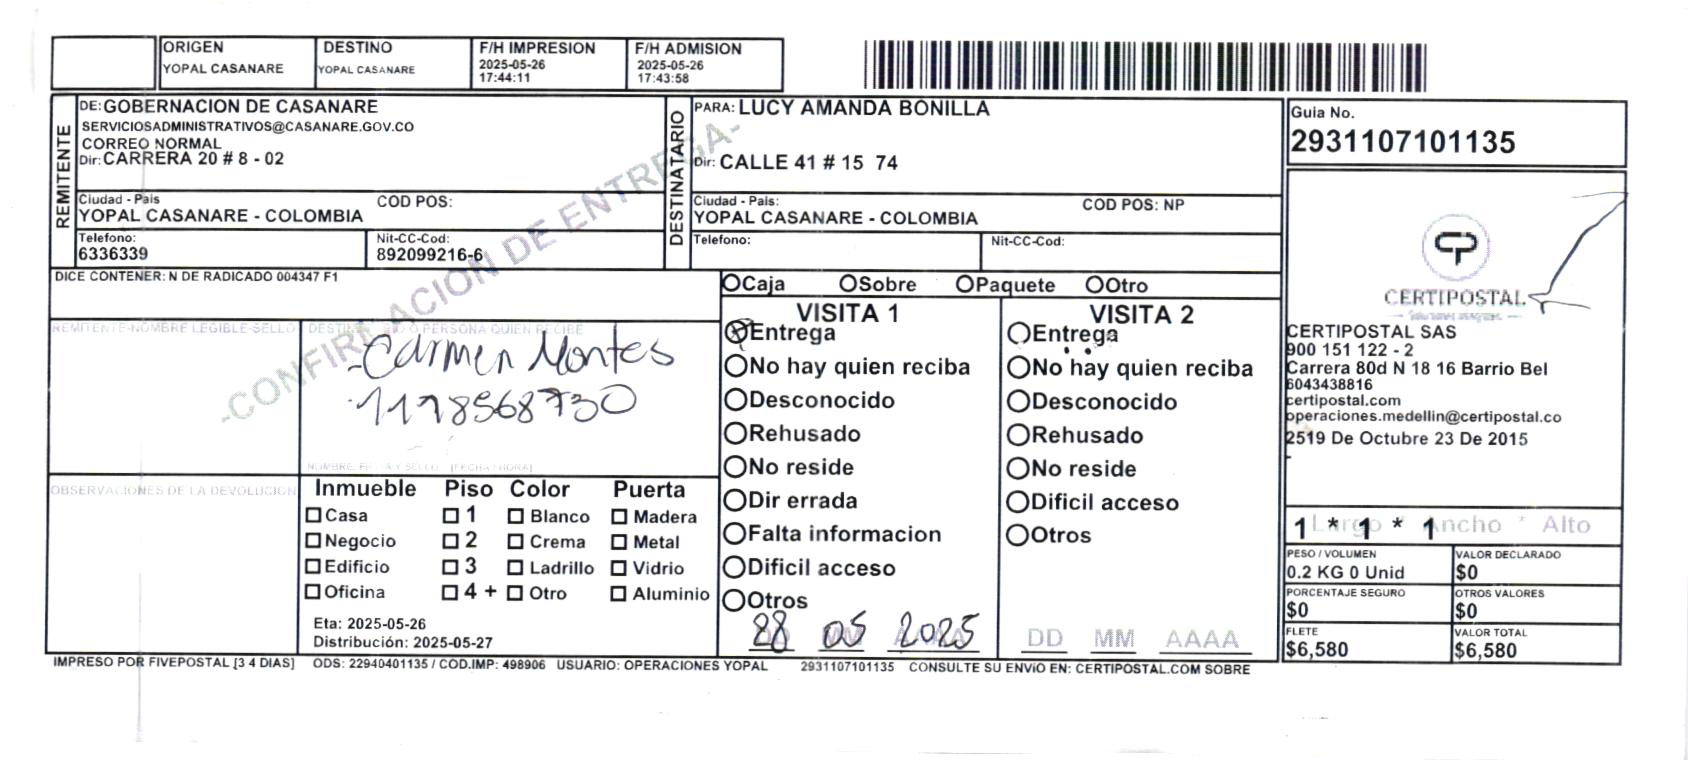 ORIGEN
YOPAL CASANARE
DESTINO
YOPAL CASANARE
F/H IMPRESION
2025-05-26
17:44:11
F/H ADMISION
2025-05-26
17:43:58
REMITENTE
DE: GOBERNACION DE CASANARE
SERVICIOSADMINISTRATIVOS@CASANARE.GOV.CO
CORREO NORMAL
Dir: CARRERA 20 # 8 - 02
Ciudad - Pais
COD POS:
YOPAL CASANARE - COLOMBIA
Telefono:
6336339
Nit-CC-Cod:
892099216-6
DESTINATARIO
PARA: LUCY AMANDA BONILLA
Dir: CALLE 41 # 15 74
Ciudad - Pais:
COD POS: NP
YOPAL CASANARE - COLOMBIA
Telefono:
Nit-CC-Cod:
Guia No.
2931107101135
-CONFIRMACION DE ENTREGA-
DICE CONTENER: N DE RADICADO 004347 F1
REMITENTE-NOMBRE LEGIBLE-SELLO
DESTINATARIO O PERSONA QUIEN RECIBE
-Carmen Montes
1178568730
NOMBRE, FIRMA Y SELLO [FECHA / HORA]
OBSERVACIONES DE LA DEVOLUCION
Inmueble Piso Color Puerta
Casa 1 Blanco Madera
Negocio 2 Crema Metal
Edificio 3 Ladrillo Vidrio
Oficina 4 + Otro Aluminio
Eta: 2025-05-26
Distribución: 2025-05-27
Caja Sobre Paquete Otro
VISITA 1
Entrega
No hay quien reciba
Desconocido
Rehusado
No reside
Dir errada
Falta informacion
Dificil acceso
Otros
28 05 2025
VISITA 2
Entrega
No hay quien reciba
Desconocido
Rehusado
No reside
Dificil acceso
Otros
DD MM AAAA
CERTIPOSTAL
CERTIPOSTAL SAS
900 151 122 - 2
Carrera 80d N 18 16 Barrio Bel
6043438816
certipostal.com
operaciones.medellin@certipostal.co
2519 De Octubre 23 De 2015
-
Largo * Ancho * Alto
1 * 1 * 1
PESO / VOLUMEN
0.2 KG 0 Unid
VALOR DECLARADO
$0
PORCENTAJE SEGURO
$0
OTROS VALORES
$0
FLETE
$6,580
VALOR TOTAL
$6,580
IMPRESO POR FIVEPOSTAL [3 4 DIAS] ODS: 22940401135 / COD.IMP: 498906 USUARIO: OPERACIONES YOPAL 2931107101135 CONSULTE SU ENVíO EN: CERTIPOSTAL.COM SOBRE